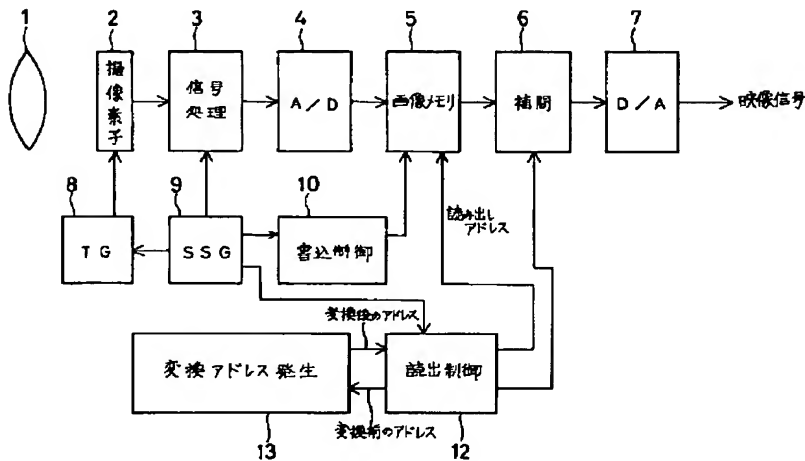 1
2
3
4
5
6
7
撮像素子
信号
処理
A/D
画像メモリ
補間
D/A
映像信号
8
9
10
TG
SSG
書込制御
読み出し
アドレス
変換後のアドレス
変換アドレス発生
読出制御
変換前のアドレス
13
12